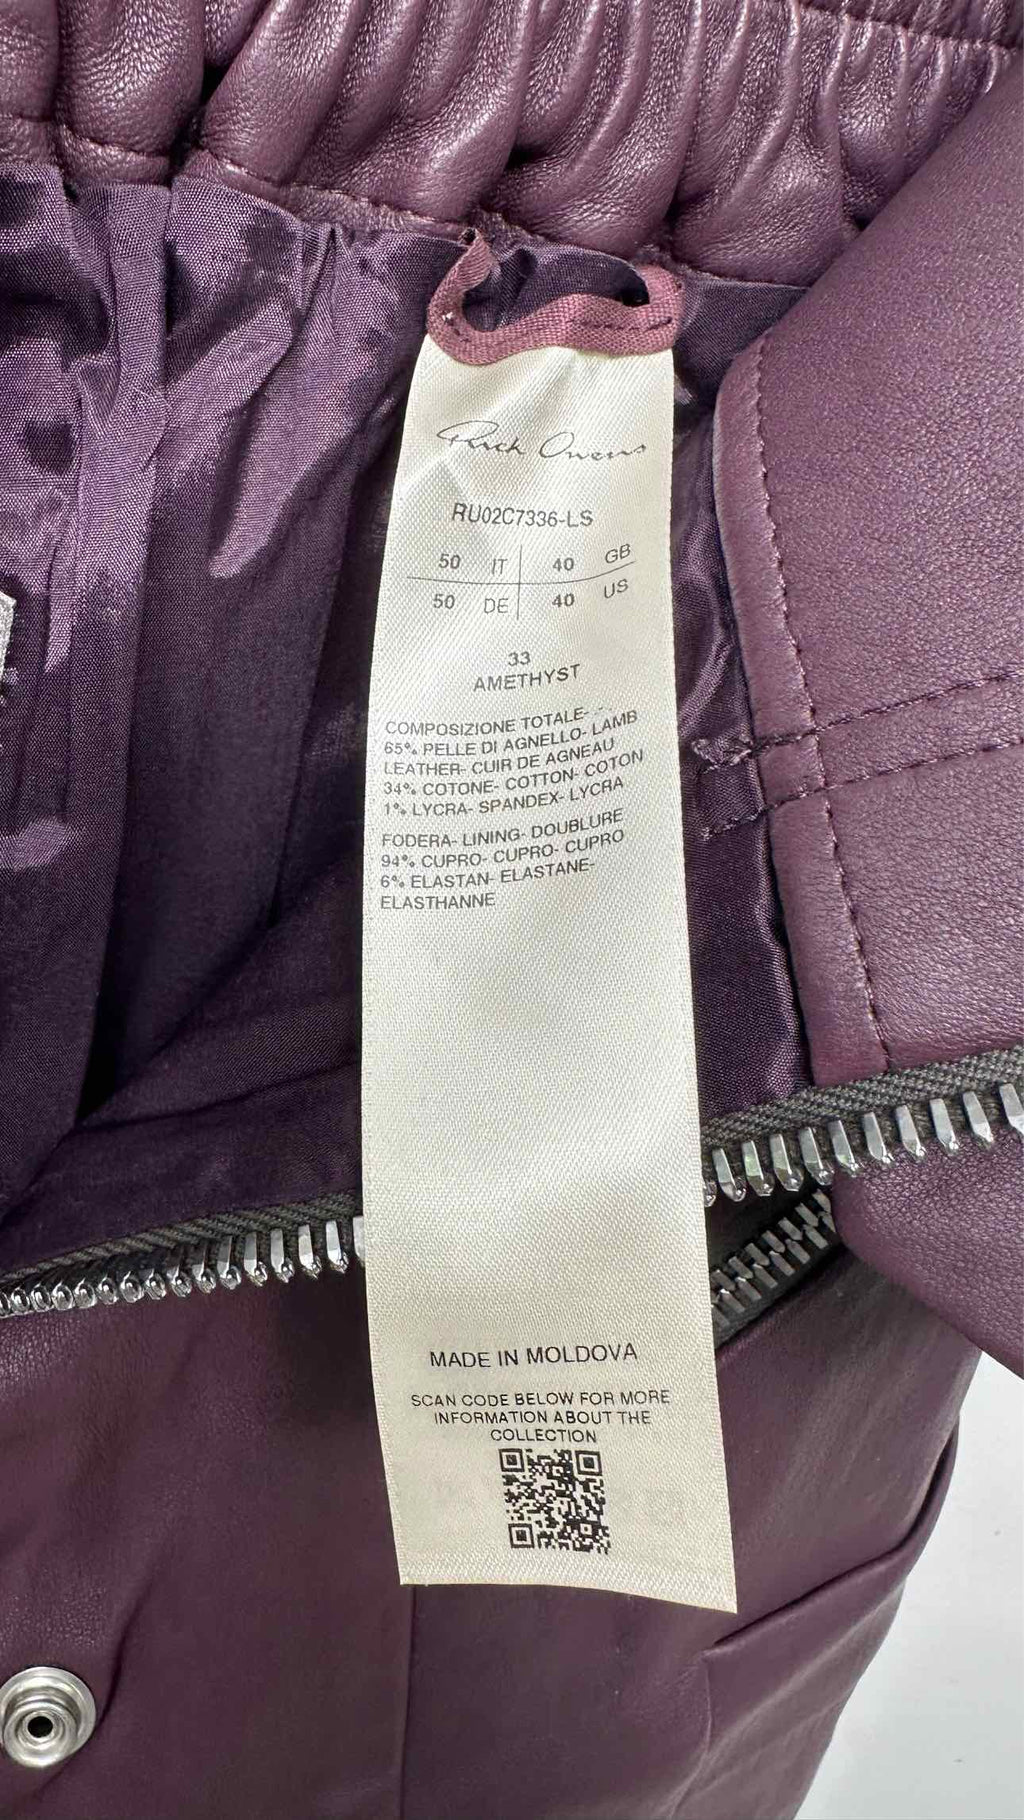 Rick Owens
RU02C7336-LS
50 IT 40 GB
50 DE 40 US
33
AMETHYST
COMPOSIZIONE TOTALE- -
65% PELLE DI AGNELLO- LAMB
LEATHER- CUIR DE AGNEAU
34% COTONE- COTTON- COTON
1% LYCRA- SPANDEX- LYCRA
FODERA- LINING- DOUBLURE
94% CUPRO- CUPRO- CUPRO
6% ELASTAN- ELASTANE-
ELASTHANNE
MADE IN MOLDOVA
SCAN CODE BELOW FOR MORE
INFORMATION ABOUT THE
COLLECTION